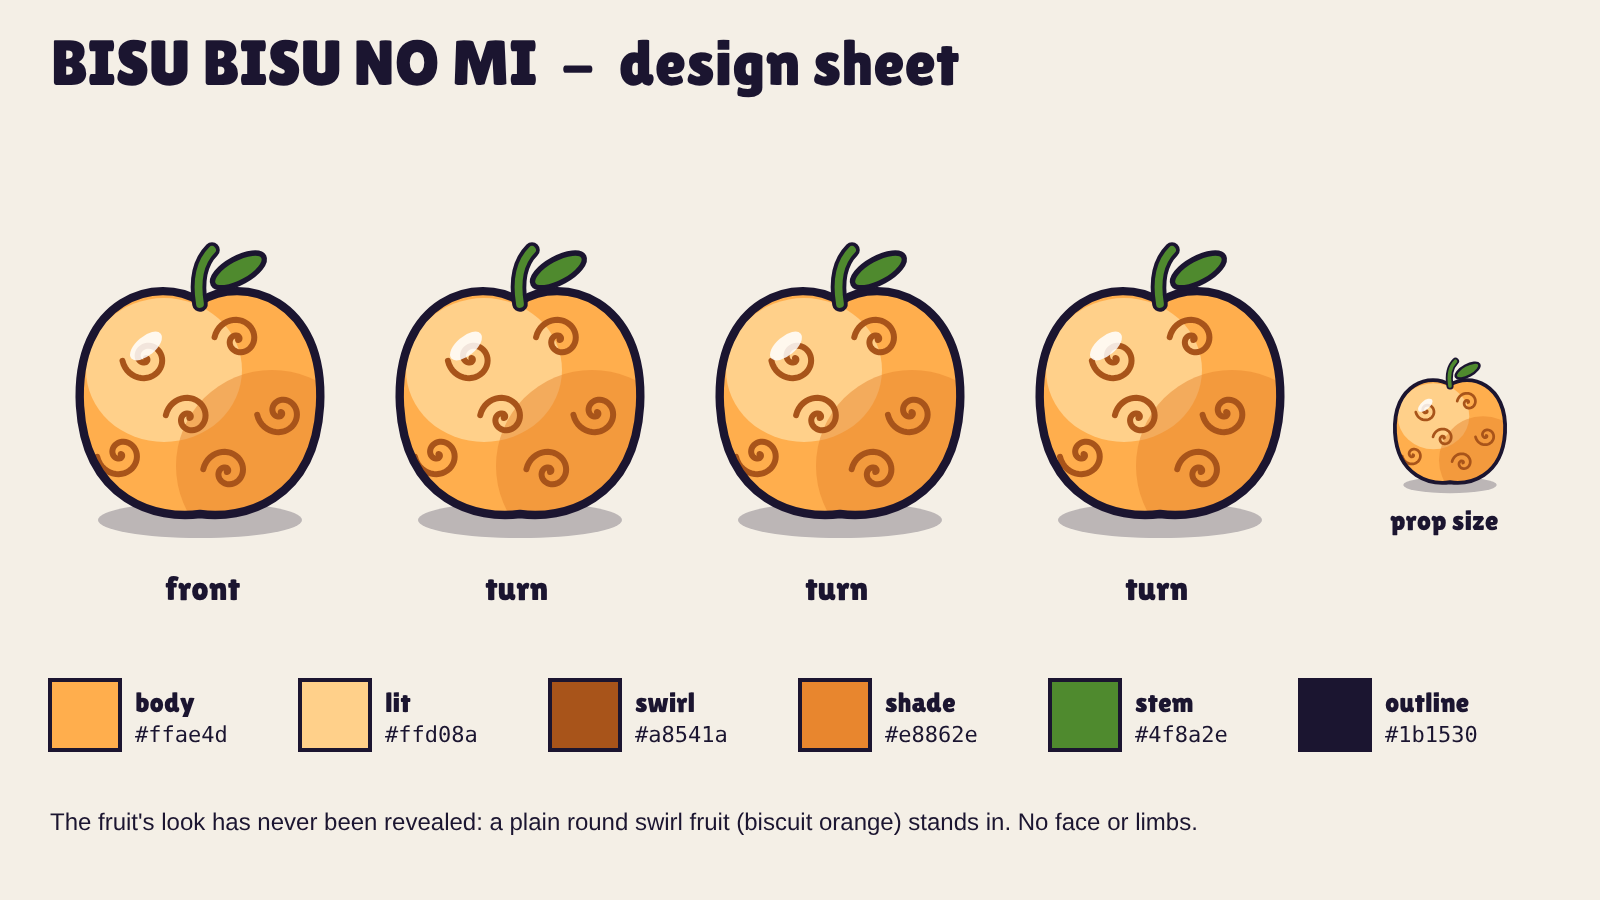 BISU BISU NO MI – design sheet
front
turn
turn
turn
prop size
body
#ffae4d
lit
#ffd08a
swirl
#a8541a
shade
#e8862e
stem
#4f8a2e
outline
#1b1530
The fruit's look has never been revealed: a plain round swirl fruit (biscuit orange) stands in. No face or limbs.